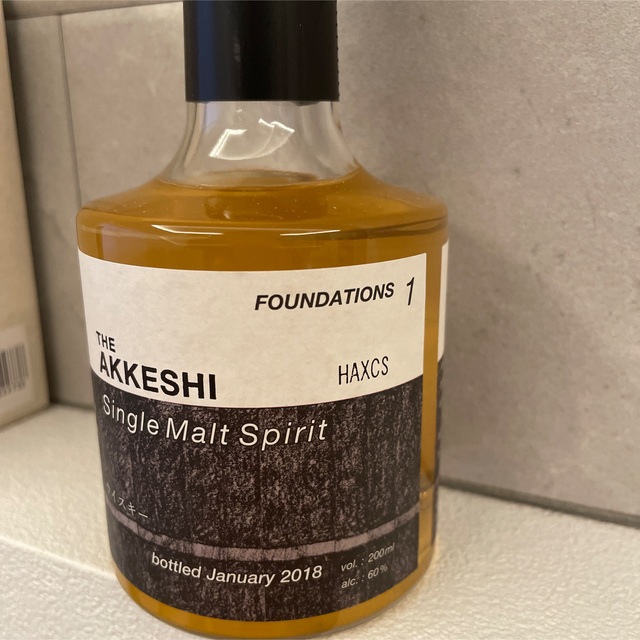 FOUNDATIONS 1
THE
AKKESHI
HAXCS
Single Malt Spirit
イスキー
bottled January 2018
vol. : 200ml
alc. : 60%